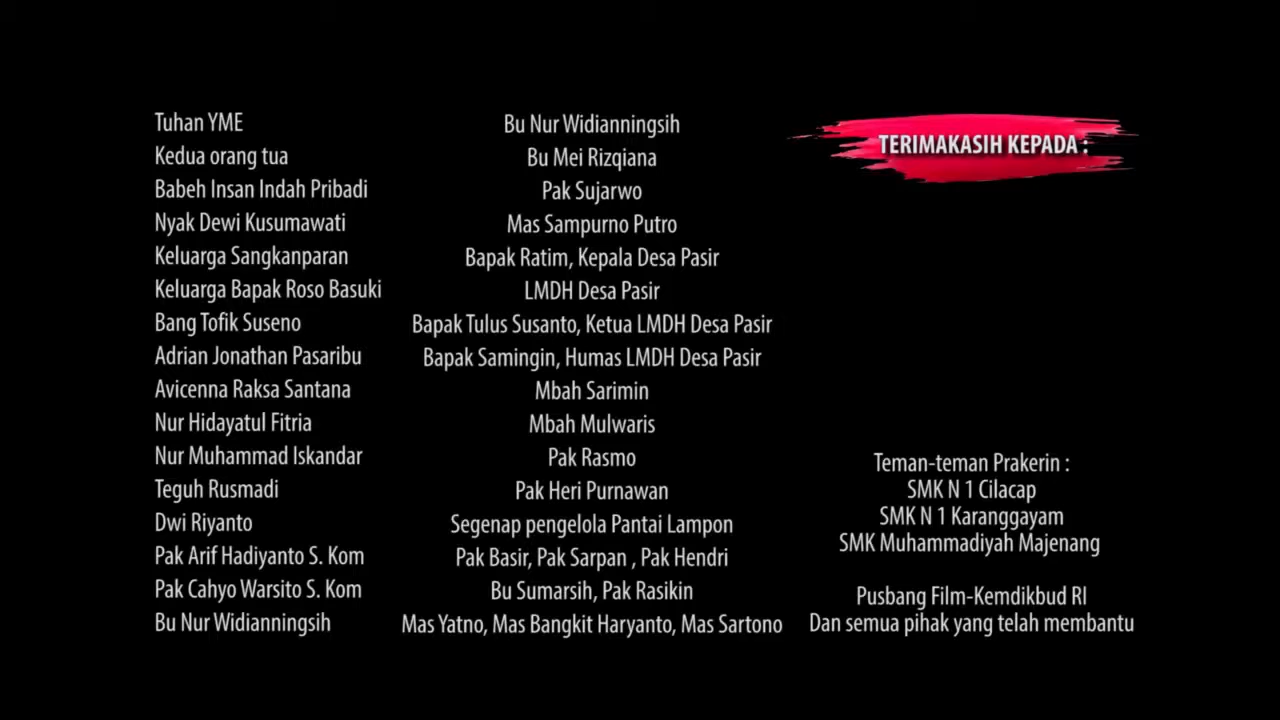 Tuhan YME
Kedua orang tua
Babeh Insan Indah Pribadi
Nyak Dewi Kusumawati
Keluarga Sangkanparan
Keluarga Bapak Roso Basuki
Bang Tofik Suseno
Adrian Jonathan Pasaribu
Avicenna Raksa Santana
Nur Hidayatul Fitria
Nur Muhammad Iskandar
Teguh Rusmadi
Dwi Riyanto
Pak Arif Hadiyanto S. Kom
Pak Cahyo Warsito S. Kom
Bu Nur Widianningsih
Bu Nur Widianningsih
Bu Mei Rizqiana
Pak Sujarwo
Mas Sampurno Putro
Bapak Ratim, Kepala Desa Pasir
LMDH Desa Pasir
Bapak Tulus Susanto, Ketua LMDH Desa Pasir
Bapak Samingin, Humas LMDH Desa Pasir
Mbah Sarimin
Mbah Mulwaris
Pak Rasmo
Pak Heri Purnawan
Segenap pengelola Pantai Lampon
Pak Basir, Pak Sarpan , Pak Hendri
Bu Sumarsih, Pak Rasikin
Mas Yatno, Mas Bangkit Haryanto, Mas Sartono
TERIMAKASIH KEPADA :
Teman-teman Prakerin :
SMK N 1 Cilacap
SMK N 1 Karanggayam
SMK Muhammadiyah Majenang
Pusbang Film-Kemdikbud RI
Dan semua pihak yang telah membantu